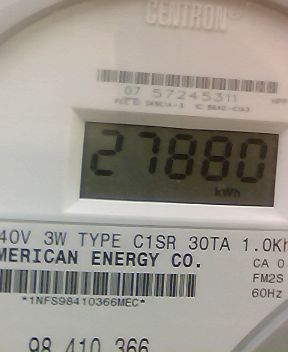 CENTRON®
07 57245311
27880
kWh
40V 3W TYPE C1SR 30TA 1.0Kh
MERICAN ENERGY CO.
CA 0
FM2S
60Hz
*1NFS98410366MEC*
98 410 366